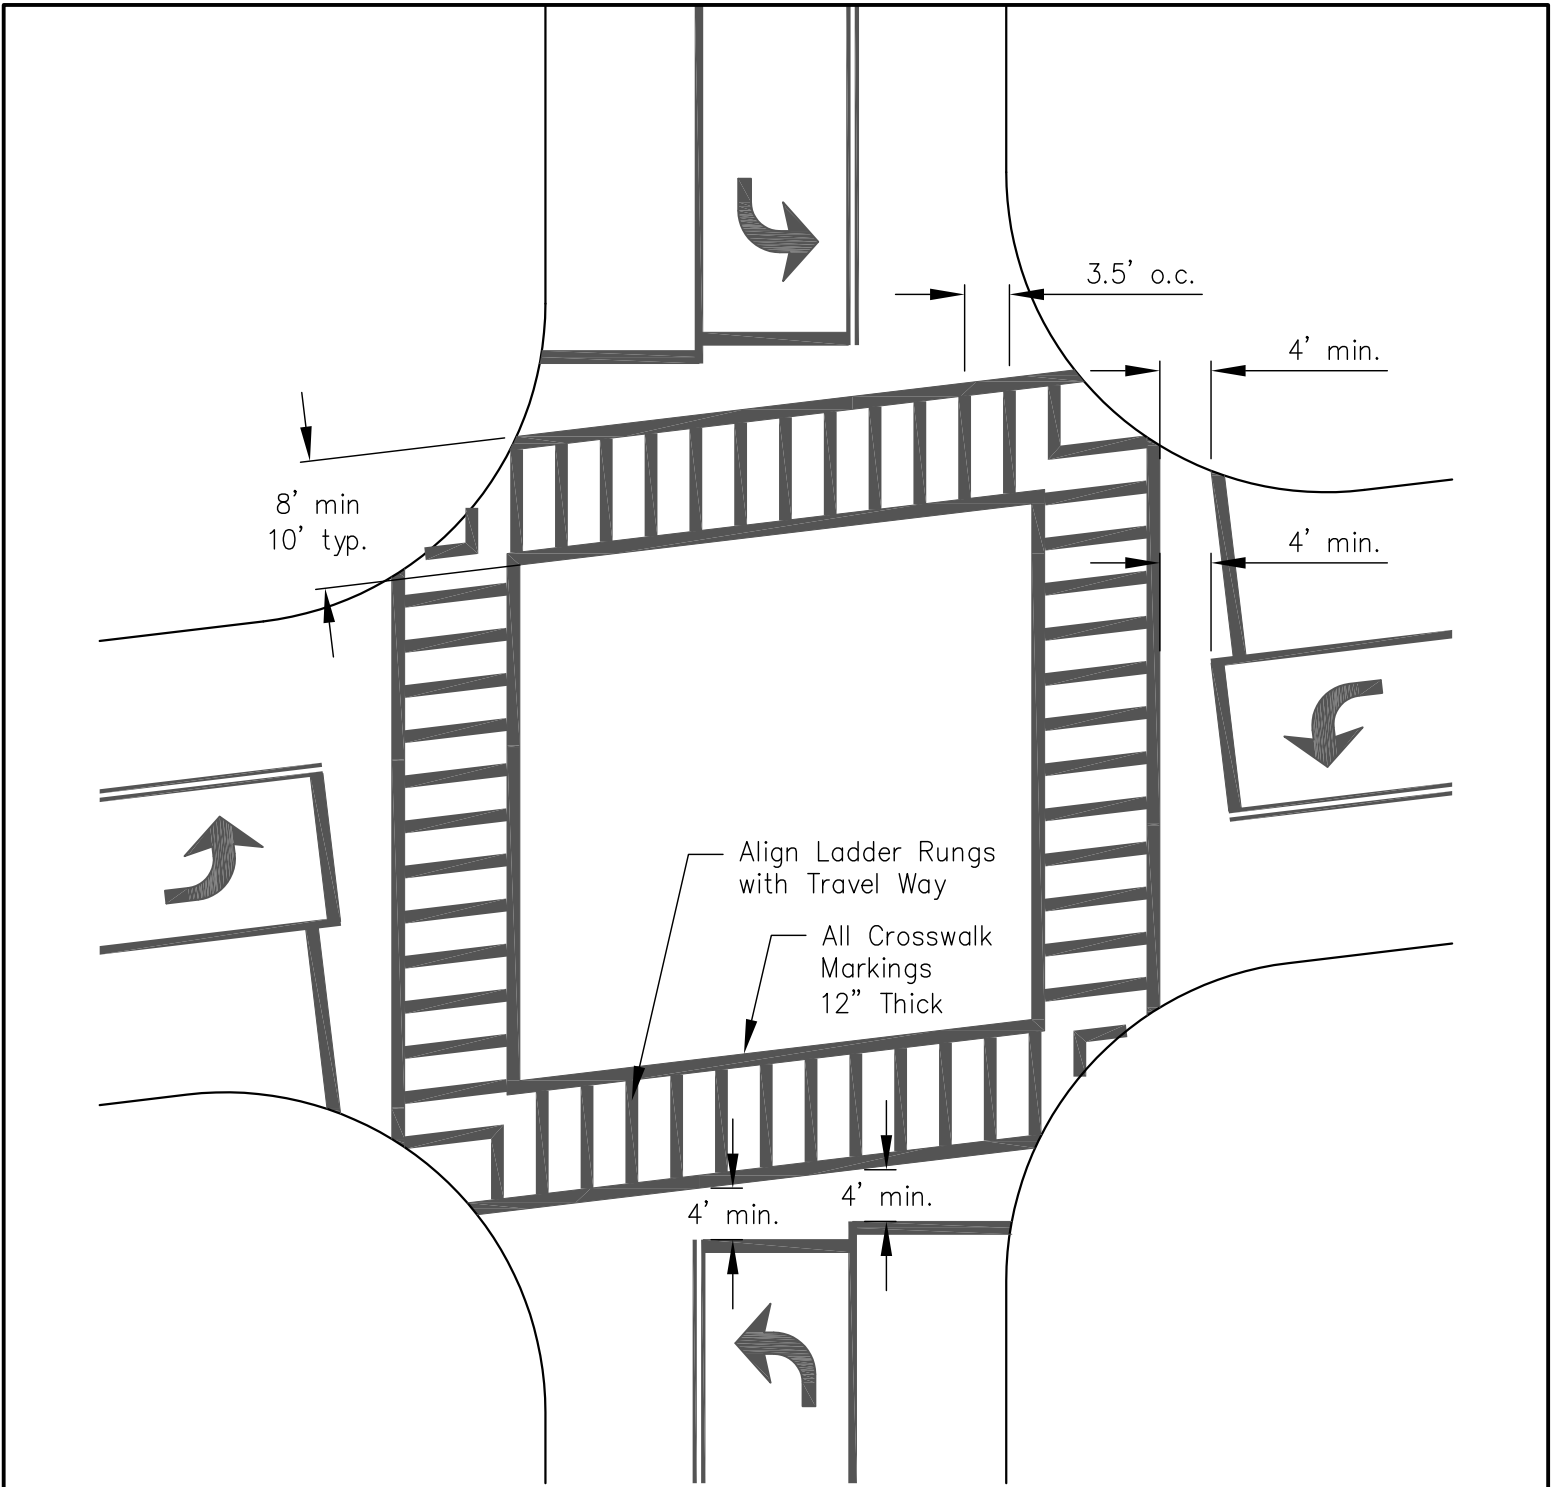 3.5' o.c.
4' min.
8' min
10' typ.
4' min.
Align Ladder Rungs
with Travel Way
All Crosswalk
Markings
12" Thick
4' min.
4' min.